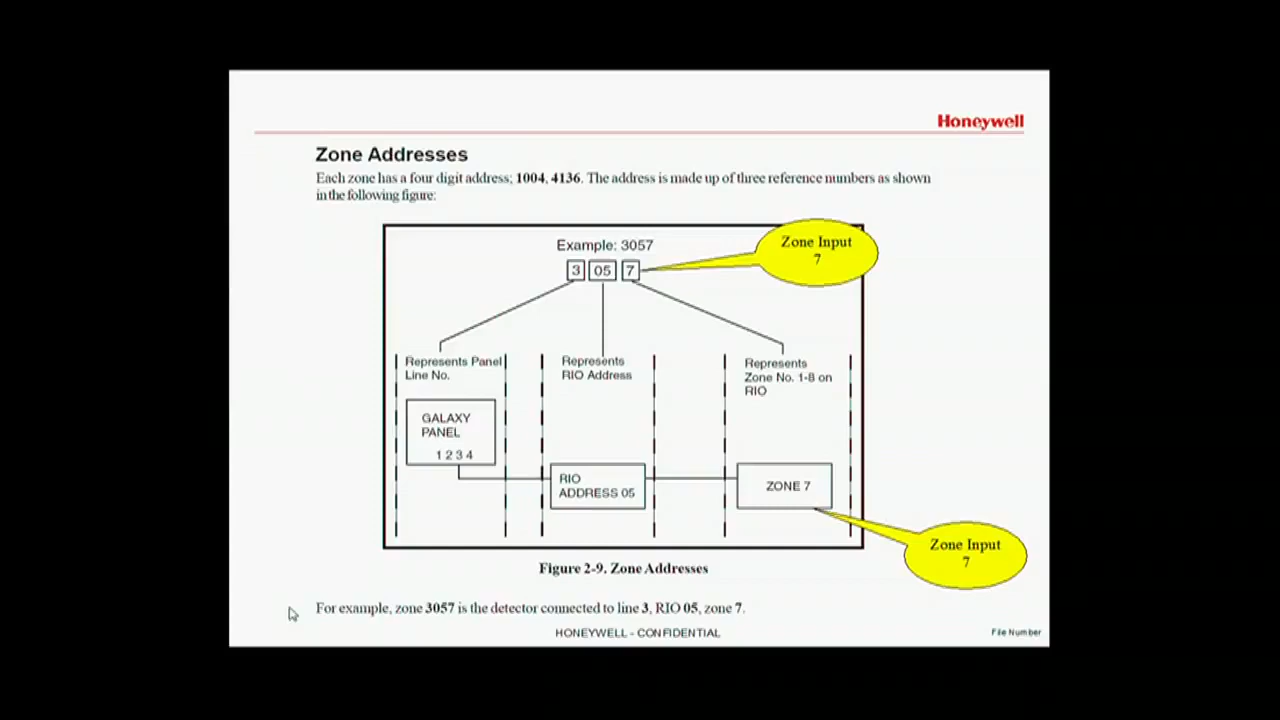 Honeywell
Zone Addresses
Each zone has a four digit address; 1004, 4136. The address is made up of three reference numbers as shown
in the following figure:
Example: 3057
3 05 7
Zone Input
7
Represents Panel
Line No.
Represents
RIO Address
Represents
Zone No. 1-8 on
RIO
GALAXY
PANEL
1 2 3 4
RIO
ADDRESS 05
ZONE 7
Zone Input
7
Figure 2-9. Zone Addresses
For example, zone 3057 is the detector connected to line 3, RIO 05, zone 7.
HONEYWELL - CONFIDENTIAL
File Number